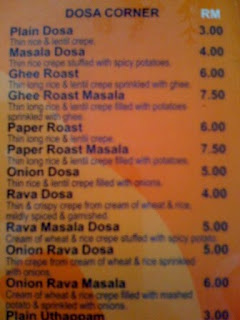 DOSA CORNER RM
Plain Dosa 3.00
Thin rice & lentil crepe.
Masala Dosa 4.00
Thin rice crepe stuffed with spicy potatoes.
Ghee Roast 6.00
Thin long rice & lentil crepe sprinkled with ghee.
Ghee Roast Masala 7.50
Thin long rice & lentil crepe filled with potatoes
sprinkled with ghee.
Paper Roast 6.00
Thin long rice & lentil crepe.
Paper Roast Masala 7.50
Thin long rice & lentil crepe filled with potatoes.
Onion Dosa 5.00
Thin rice & lentil crepe filled with onions.
Rava Dosa 4.00
Thin & crispy crepe from cream of wheat & rice,
mildly spiced & garnished.
Rava Masala Dosa 5.00
Cream of wheat & rice crepe stuffed with spicy potato.
Onion Rava Dosa 5.00
Thin crepe from cream of wheat & rice sprinkled
with onions.
Onion Rava Masala 6.00
Cream of wheat & rice crepe filled with mashed
potato & sprinkled with onions.
Plain Uthappam 3.00